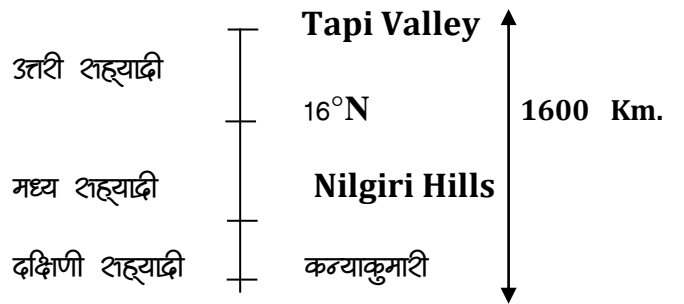 Tapi Valley
उत्तरी सह्याद्री
16°N
1600 Km.
मध्य सह्याद्री
Nilgiri Hills
दक्षिणी सह्याद्री
कन्याकुमारी